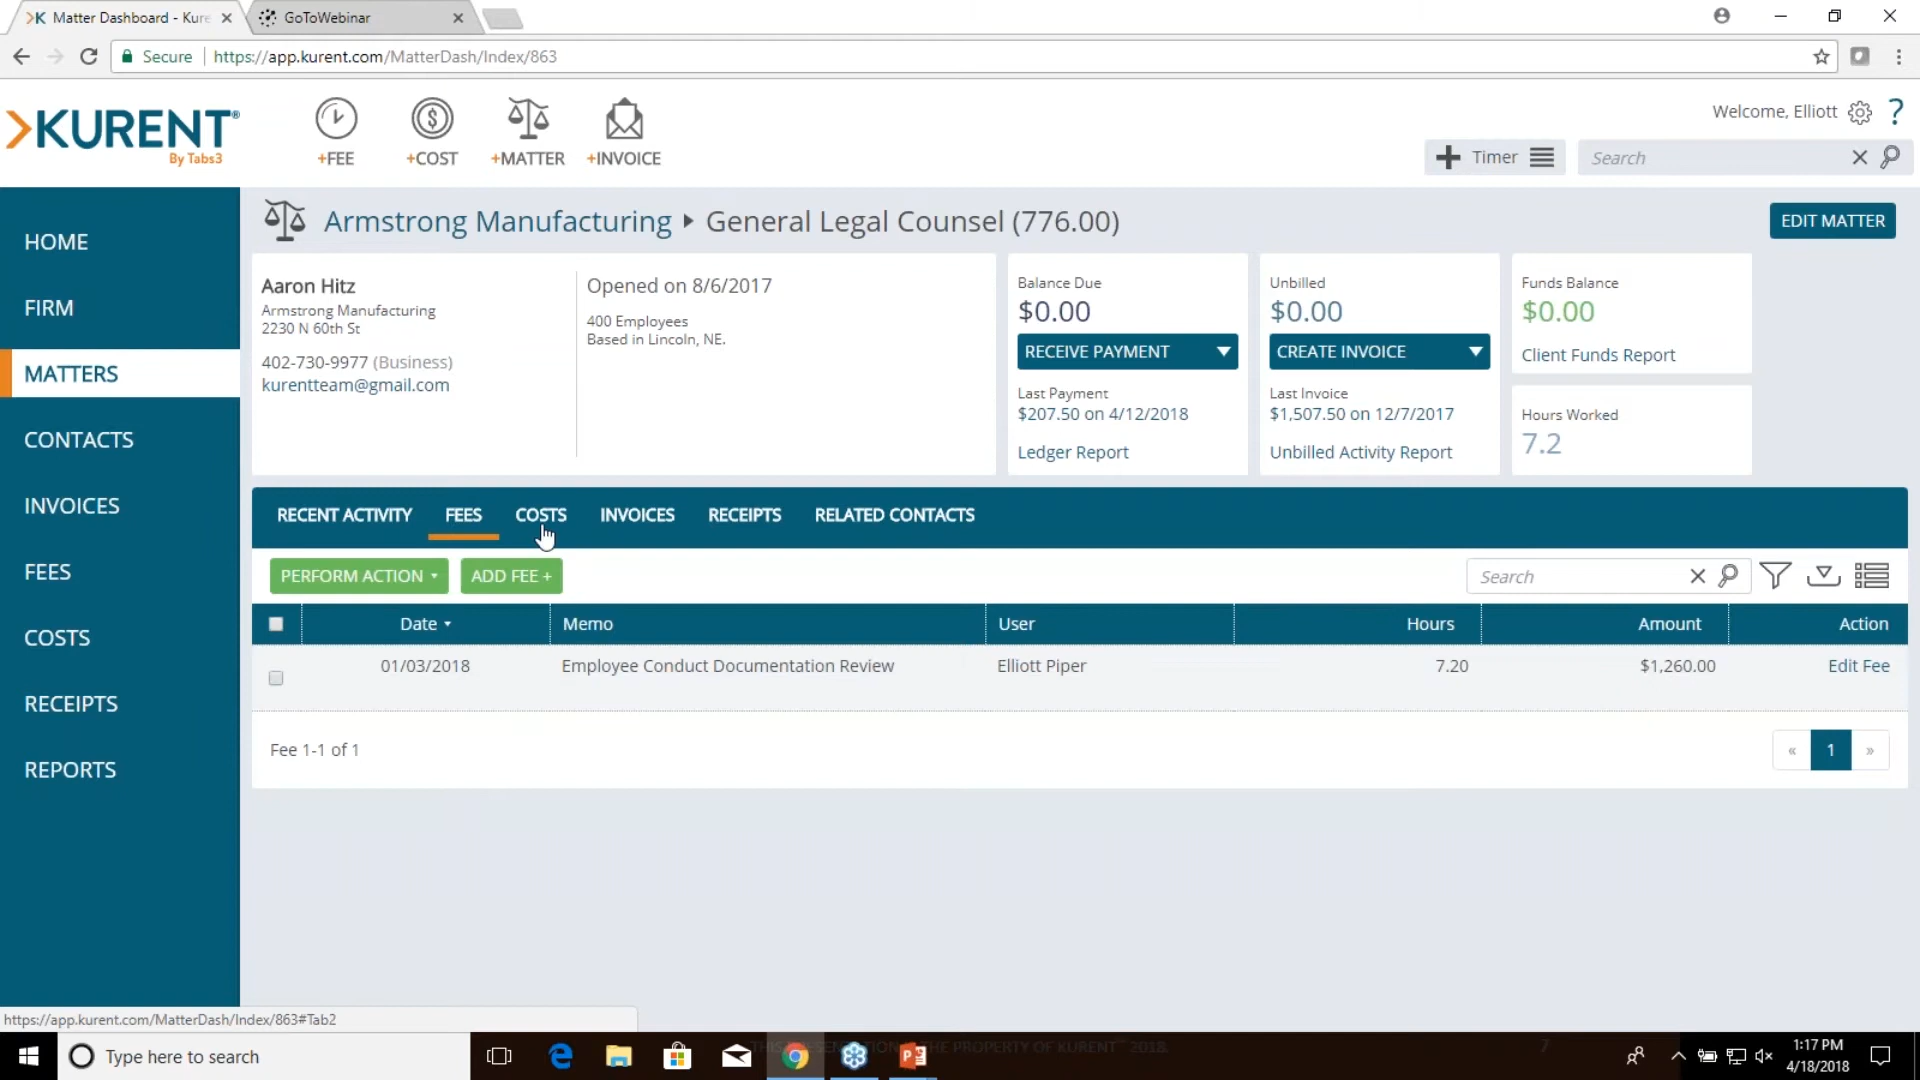 Matter Dashboard - Kure
GoToWebinar
Secure
https://app.kurent.com/MatterDash/Index/863
KURENT®
By Tabs3
+FEE
+COST
+MATTER
+INVOICE
Welcome, Elliott
?
Timer
Search
HOME
FIRM
MATTERS
CONTACTS
INVOICES
FEES
COSTS
RECEIPTS
REPORTS
Armstrong Manufacturing ▸ General Legal Counsel (776.00)
EDIT MATTER
Aaron Hitz
Armstrong Manufacturing
2230 N 60th St
402-730-9977 (Business)
kurentteam@gmail.com
Opened on 8/6/2017
400 Employees
Based in Lincoln, NE.
Balance Due
$0.00
RECEIVE PAYMENT
Last Payment
$207.50 on 4/12/2018
Ledger Report
Unbilled
$0.00
CREATE INVOICE
Last Invoice
$1,507.50 on 12/7/2017
Unbilled Activity Report
Funds Balance
$0.00
Client Funds Report
Hours Worked
7.2
RECENT ACTIVITY FEES COSTS INVOICES RECEIPTS RELATED CONTACTS
PERFORM ACTION ADD FEE +
Search
Date Memo User Hours Amount Action
01/03/2018 Employee Conduct Documentation Review Elliott Piper 7.20 $1,260.00 Edit Fee
Fee 1-1 of 1
« 1 »
https://app.kurent.com/MatterDash/Index/863#Tab2
Type here to search
THE PROPERTY OF KURENT™ 2018.
7
1:17 PM
4/18/2018